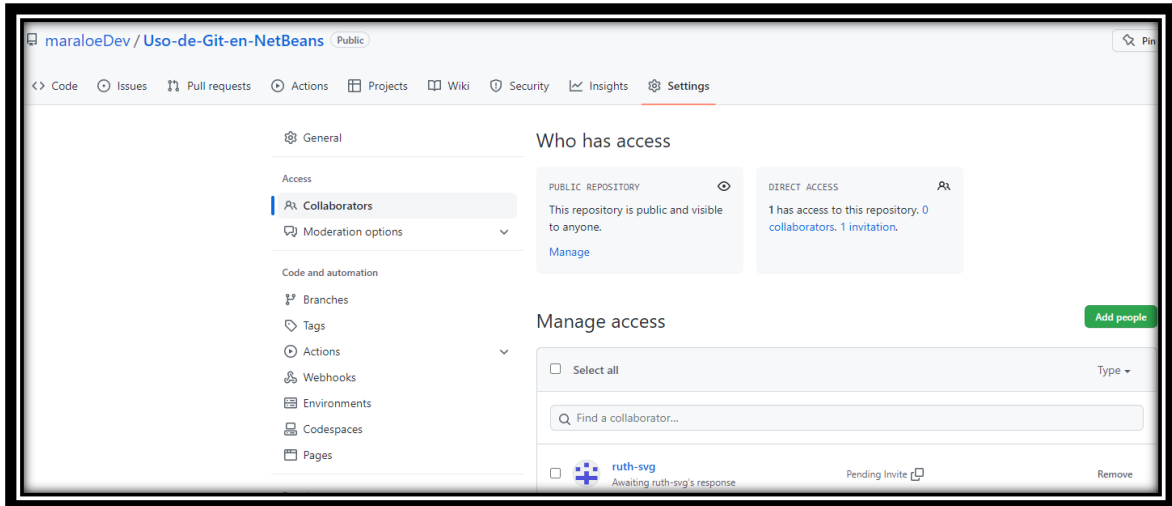 maraloeDev / Uso-de-Git-en-NetBeans Public
Pin
Code Issues Pull requests Actions Projects Wiki Security Insights Settings
General
Access
Collaborators
Moderation options
Code and automation
Branches
Tags
Actions
Webhooks
Environments
Codespaces
Pages
Who has access
PUBLIC REPOSITORY
This repository is public and visible
to anyone.
Manage
DIRECT ACCESS
1 has access to this repository. 0
collaborators. 1 invitation.
Manage access
Add people
Select all
Type
Find a collaborator...
ruth-svg
Awaiting ruth-svg's response
Pending Invite
Remove